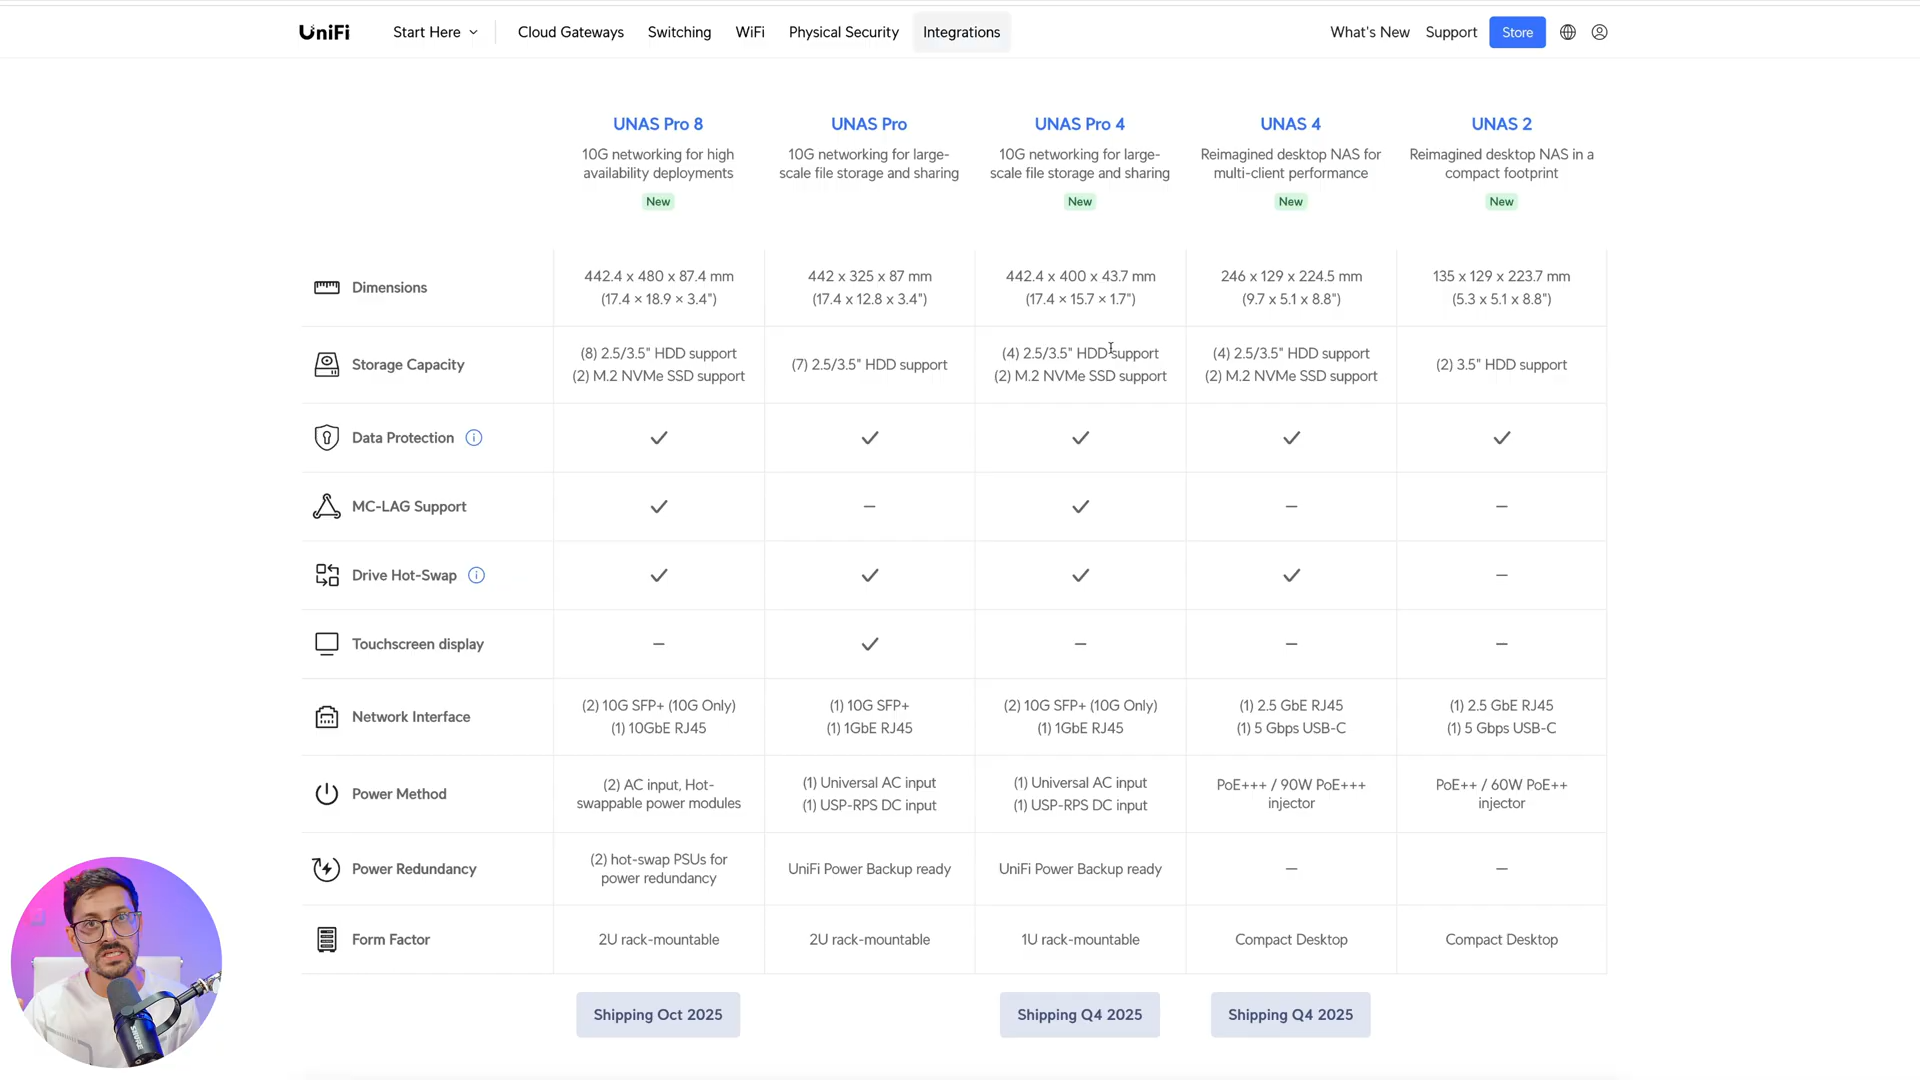 UniFi
Start Here
Cloud Gateways
Switching
WiFi
Physical Security
Integrations
What's New
Support
Store
UNAS Pro 8
10G networking for high
availability deployments
New
UNAS Pro
10G networking for large-
scale file storage and sharing
UNAS Pro 4
10G networking for large-
scale file storage and sharing
New
UNAS 4
Reimagined desktop NAS for
multi-client performance
New
UNAS 2
Reimagined desktop NAS in a
compact footprint
New
Dimensions
442.4 x 480 x 87.4 mm
(17.4 × 18.9 × 3.4")
442 x 325 x 87 mm
(17.4 x 12.8 x 3.4")
442.4 x 400 x 43.7 mm
(17.4 × 15.7 × 1.7")
246 x 129 x 224.5 mm
(9.7 x 5.1 x 8.8")
135 x 129 x 223.7 mm
(5.3 x 5.1 x 8.8")
Storage Capacity
(8) 2.5/3.5" HDD support
(2) M.2 NVMe SSD support
(7) 2.5/3.5" HDD support
(4) 2.5/3.5" HDD support
(2) M.2 NVMe SSD support
(4) 2.5/3.5" HDD support
(2) M.2 NVMe SSD support
(2) 3.5" HDD support
Data Protection
MC-LAG Support
Drive Hot-Swap
Touchscreen display
Network Interface
(2) 10G SFP+ (10G Only)
(1) 10GbE RJ45
(1) 10G SFP+
(1) 1GbE RJ45
(2) 10G SFP+ (10G Only)
(1) 1GbE RJ45
(1) 2.5 GbE RJ45
(1) 5 Gbps USB-C
(1) 2.5 GbE RJ45
(1) 5 Gbps USB-C
Power Method
(2) AC input, Hot-
swappable power modules
(1) Universal AC input
(1) USP-RPS DC input
(1) Universal AC input
(1) USP-RPS DC input
PoE+++ / 90W PoE+++
injector
PoE++ / 60W PoE++
injector
Power Redundancy
(2) hot-swap PSUs for
power redundancy
UniFi Power Backup ready
UniFi Power Backup ready
Form Factor
2U rack-mountable
2U rack-mountable
1U rack-mountable
Compact Desktop
Compact Desktop
Shipping Oct 2025
Shipping Q4 2025
Shipping Q4 2025
SHURE